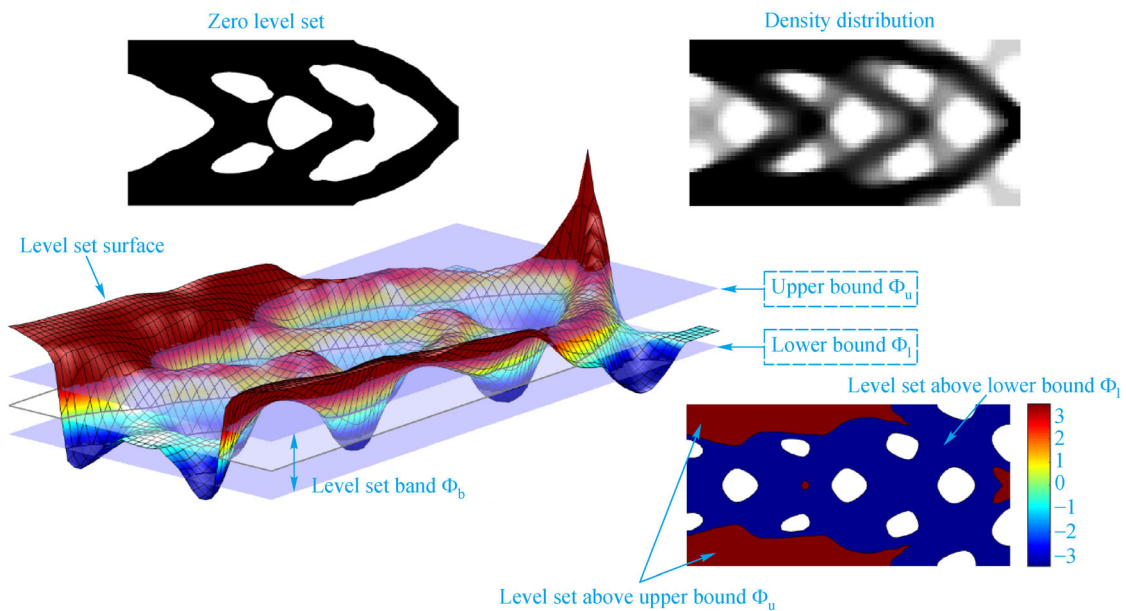 Zero level set
Density distribution
Level set surface
Upper bound Φu
Lower bound Φl
Level set above lower bound Φl
Level set band Φb
3
2
1
0
−1
−2
−3
Level set above upper bound Φu